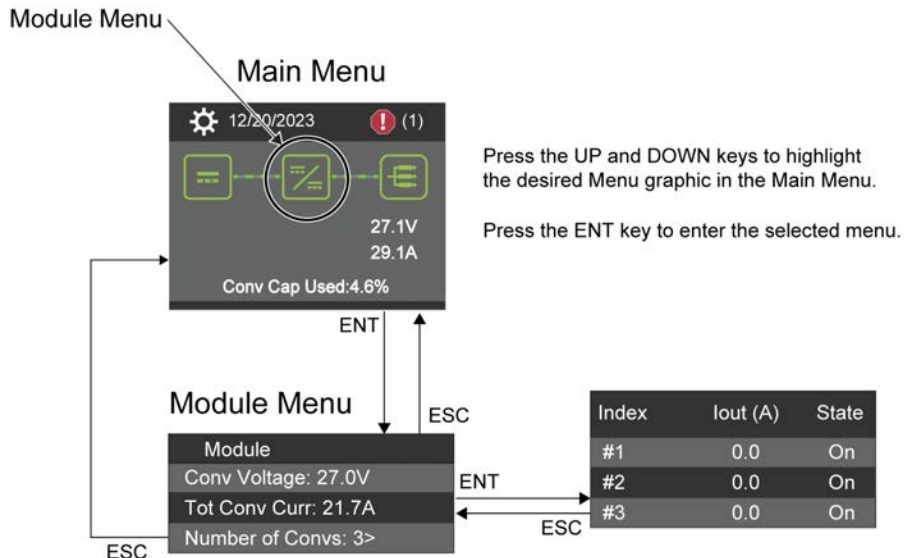 Module Menu
Main Menu
12/20/2023 (1)
27.1V
29.1A
Conv Cap Used:4.6%
Press the UP and DOWN keys to highlight
the desired Menu graphic in the Main Menu.
Press the ENT key to enter the selected menu.
ENT
ESC
Module Menu
Module
Conv Voltage: 27.0V
Tot Conv Curr: 21.7A
Number of Convs: 3>
ESC
ENT
ESC
Index Iout (A) State
#1 0.0 On
#2 0.0 On
#3 0.0 On